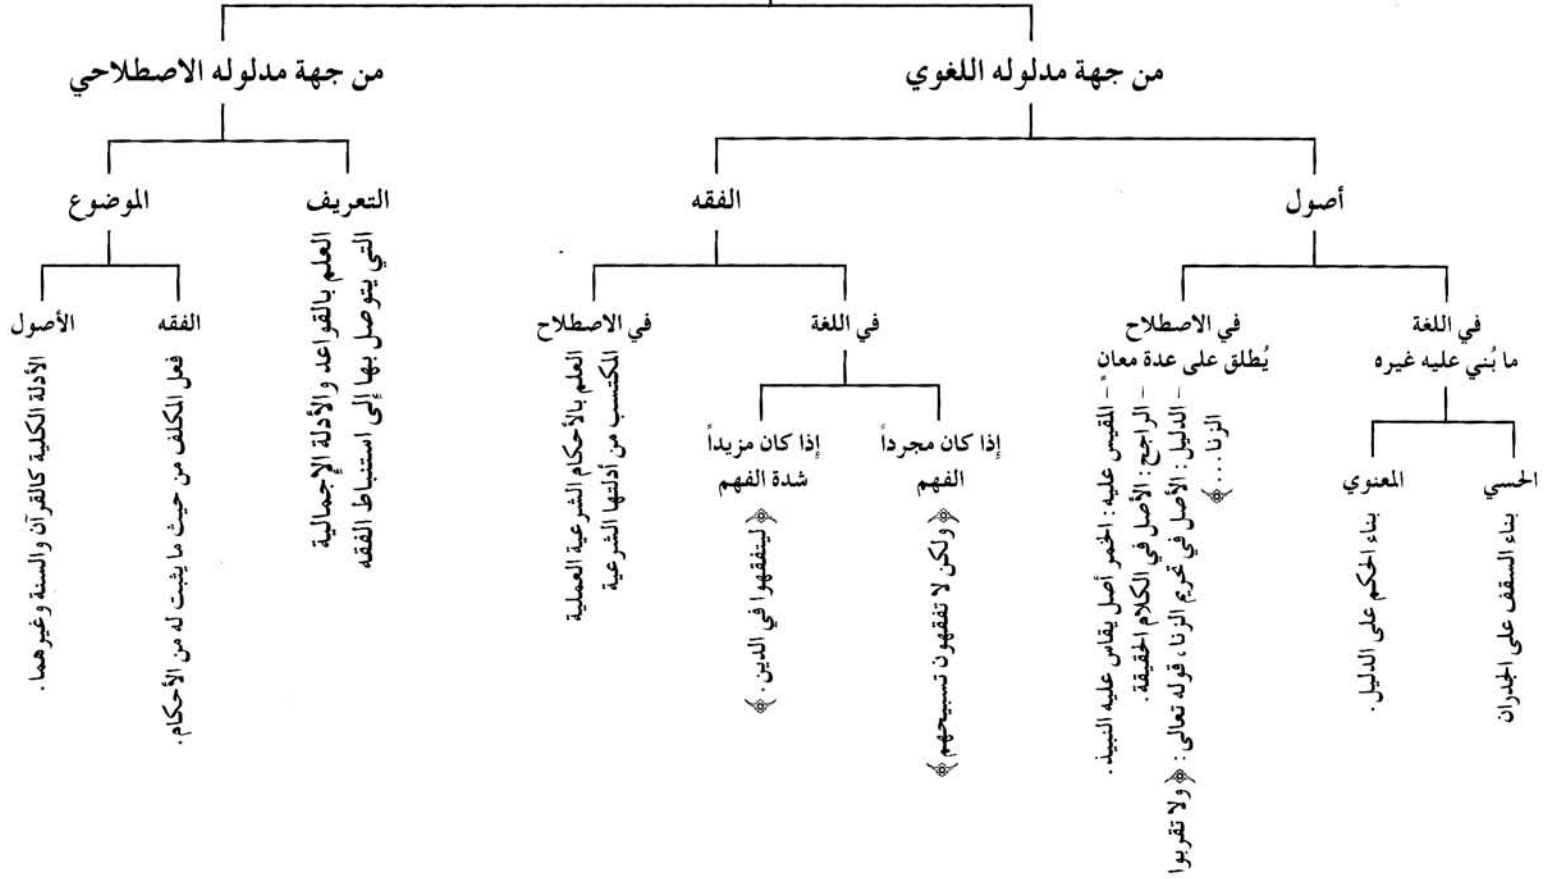 من جهة مدلوله اللغوي
من جهة مدلوله الاصطلاحي
أصول
في اللغة
ما بُني عليه غيره
الحسي
بناء السقف على الجدران
المعنوي
بناء الحكم على الدليل.
في الاصطلاح
يُطلق على عدة معانٍ
– الدليل: الأصل في تحريم الزنا، قوله تعالى: ﴿ولا تقربوا
الزنا...﴾
– الراجح: الأصل في الكلام الحقيقة.
– المقيس عليه: الخمر أصل يقاس عليه النبيذ.
الفقه
في اللغة
إذا كان مجرداً
الفهم
﴿ولكن لا تفقهون تسبيحهم﴾
إذا كان مزيداً
شدة الفهم
﴿ليتفقهوا في الدين.﴾
في الاصطلاح
العلم بالأحكام الشرعية العملية
المكتسب من أدلتها الشرعية
التعريف
العلم بالقواعد والأدلة الإجمالية
التي يتوصل بها إلى استنباط الفقه
الموضوع
الفقه
فعل المكلف من حيث ما يثبت له من الأحكام.
الأصول
الأدلة الكلية كالقرآن والسنة وغيرهما.